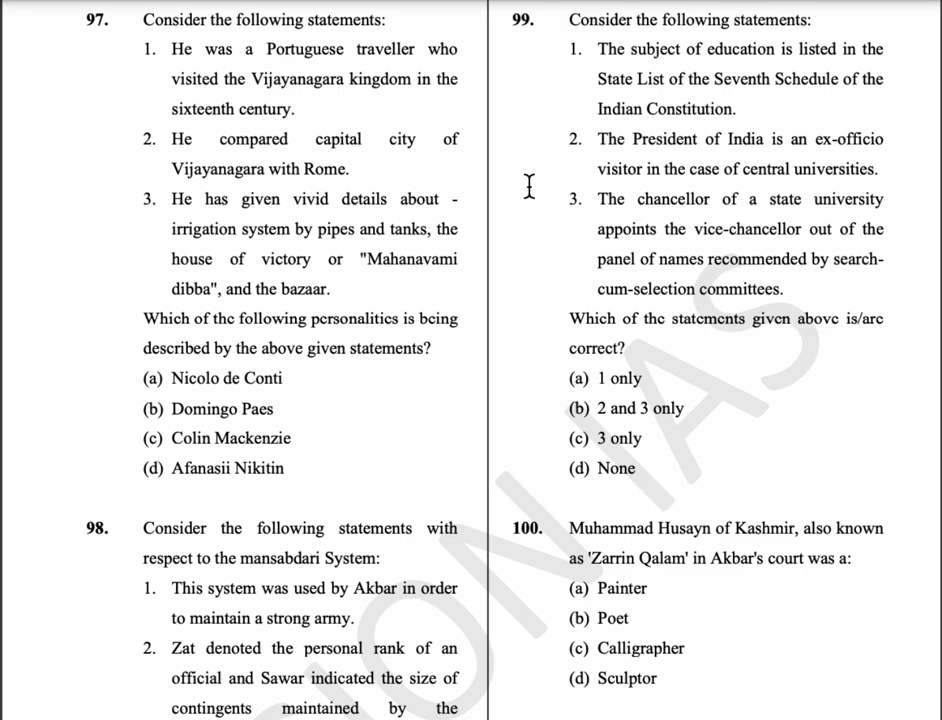 97. Consider the following statements:
1. He was a Portuguese traveller who
visited the Vijayanagara kingdom in the
sixteenth century.
2. He compared capital city of
Vijayanagara with Rome.
3. He has given vivid details about -
irrigation system by pipes and tanks, the
house of victory or "Mahanavami
dibba", and the bazaar.
Which of the following personalities is being
described by the above given statements?
(a) Nicolo de Conti
(b) Domingo Paes
(c) Colin Mackenzie
(d) Afanasii Nikitin
98. Consider the following statements with
respect to the mansabdari System:
1. This system was used by Akbar in order
to maintain a strong army.
2. Zat denoted the personal rank of an
official and Sawar indicated the size of
contingents maintained by the
99. Consider the following statements:
1. The subject of education is listed in the
State List of the Seventh Schedule of the
Indian Constitution.
2. The President of India is an ex-officio
visitor in the case of central universities.
3. The chancellor of a state university
appoints the vice-chancellor out of the
panel of names recommended by search-
cum-selection committees.
Which of the statements given above is/are
correct?
(a) 1 only
(b) 2 and 3 only
(c) 3 only
(d) None
100. Muhammad Husayn of Kashmir, also known
as 'Zarrin Qalam' in Akbar's court was a:
(a) Painter
(b) Poet
(c) Calligrapher
(d) Sculptor
SION IAS